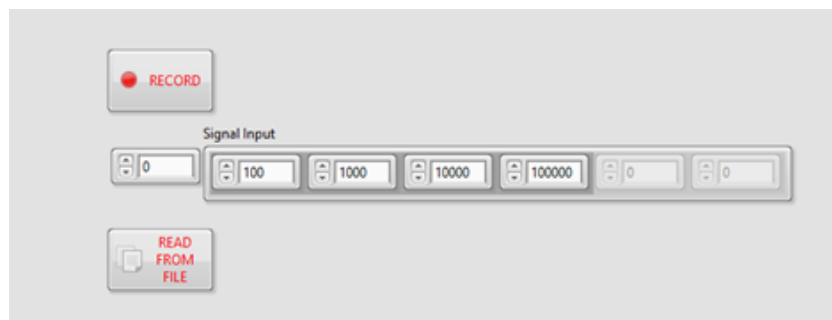 RECORD
Signal Input
0 100 1000 10000 100000 0 0
READ
FROM
FILE